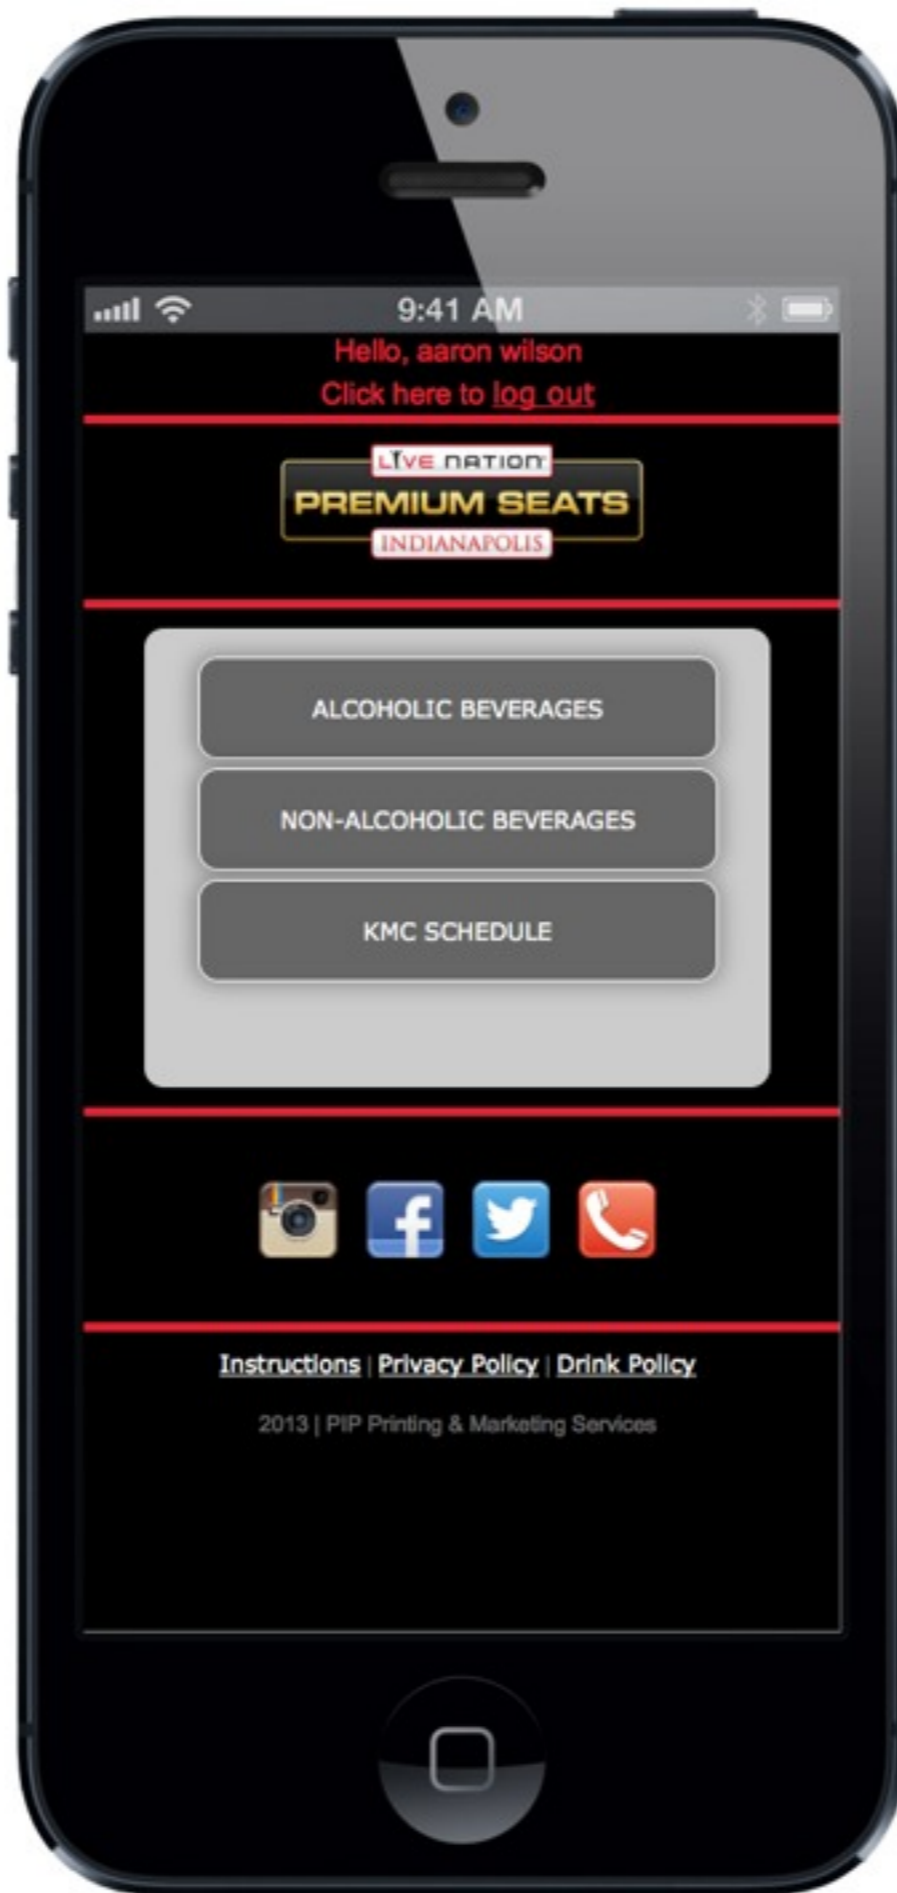 9:41 AM
Hello, aaron wilson
Click here to log out
LIVE NATION
PREMIUM SEATS
INDIANAPOLIS
ALCOHOLIC BEVERAGES
NON-ALCOHOLIC BEVERAGES
KMC SCHEDULE
Instructions | Privacy Policy | Drink Policy
2013 | PIP Printing & Marketing Services